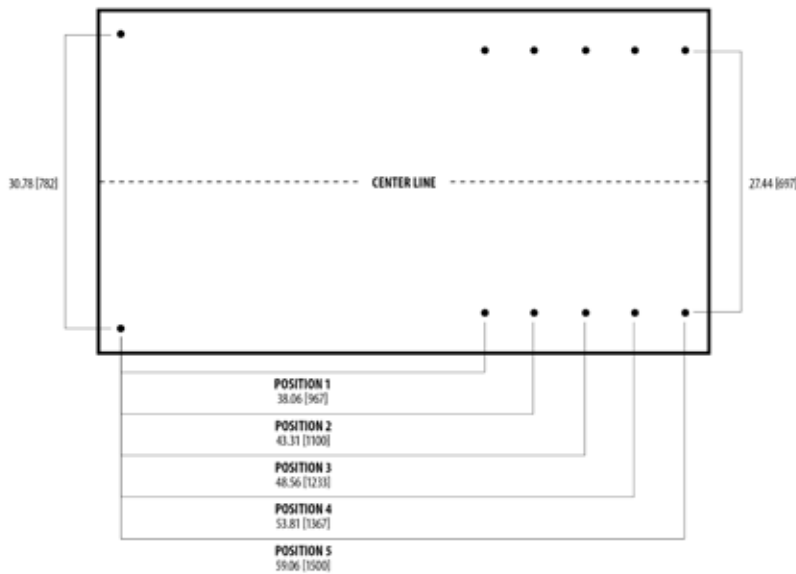 30.78 [782]
CENTER LINE
27.44 [697]
POSITION 1
38.06 [967]
POSITION 2
43.31 [1100]
POSITION 3
48.56 [1233]
POSITION 4
53.81 [1367]
POSITION 5
59.06 [1500]